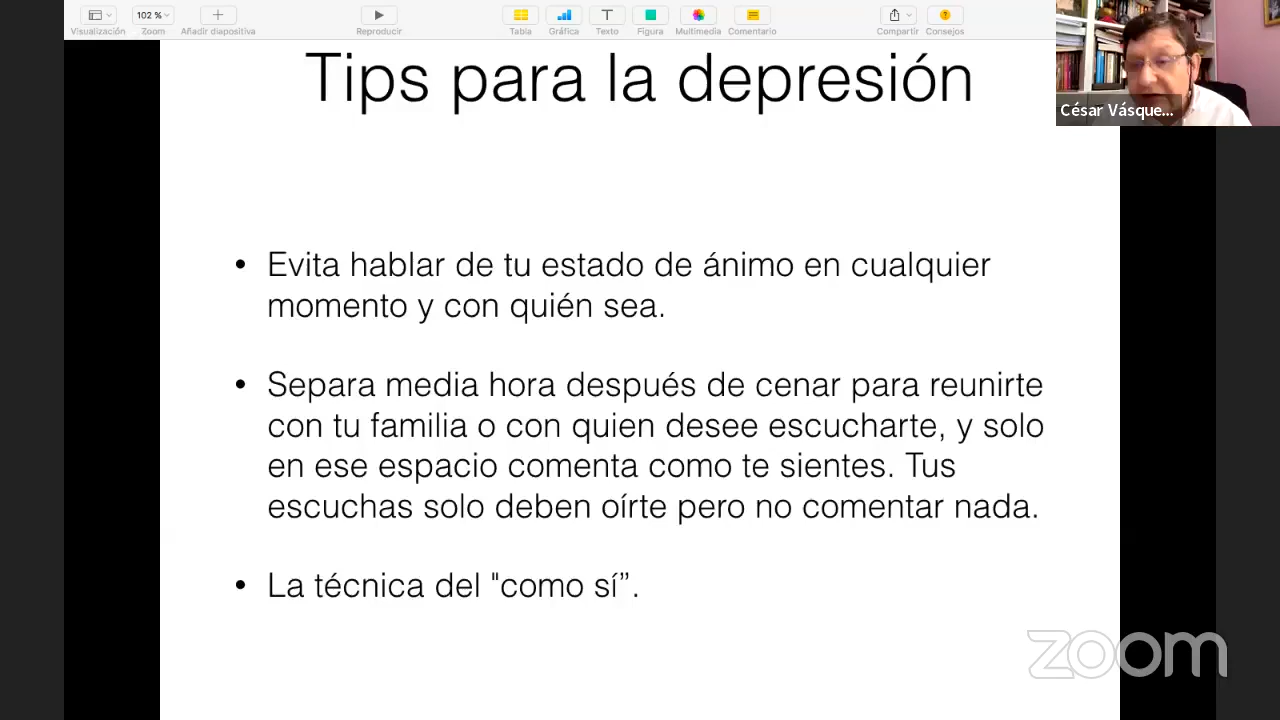 Visualización
102 %
Zoom
Añadir diapositiva
Reproducir
Tabla
Gráfica
Texto
Figura
Multimedia
Comentario
Compartir
Consejos
César Vásque...
Tips para la depresión
• Evita hablar de tu estado de ánimo en cualquier
momento y con quién sea.
• Separa media hora después de cenar para reunirte
con tu familia o con quien desee escucharte, y solo
en ese espacio comenta como te sientes. Tus
escuchas solo deben oírte pero no comentar nada.
• La técnica del "como sí”.
zoom